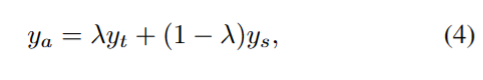 y_a = λy_t + (1 − λ)y_s, (4)